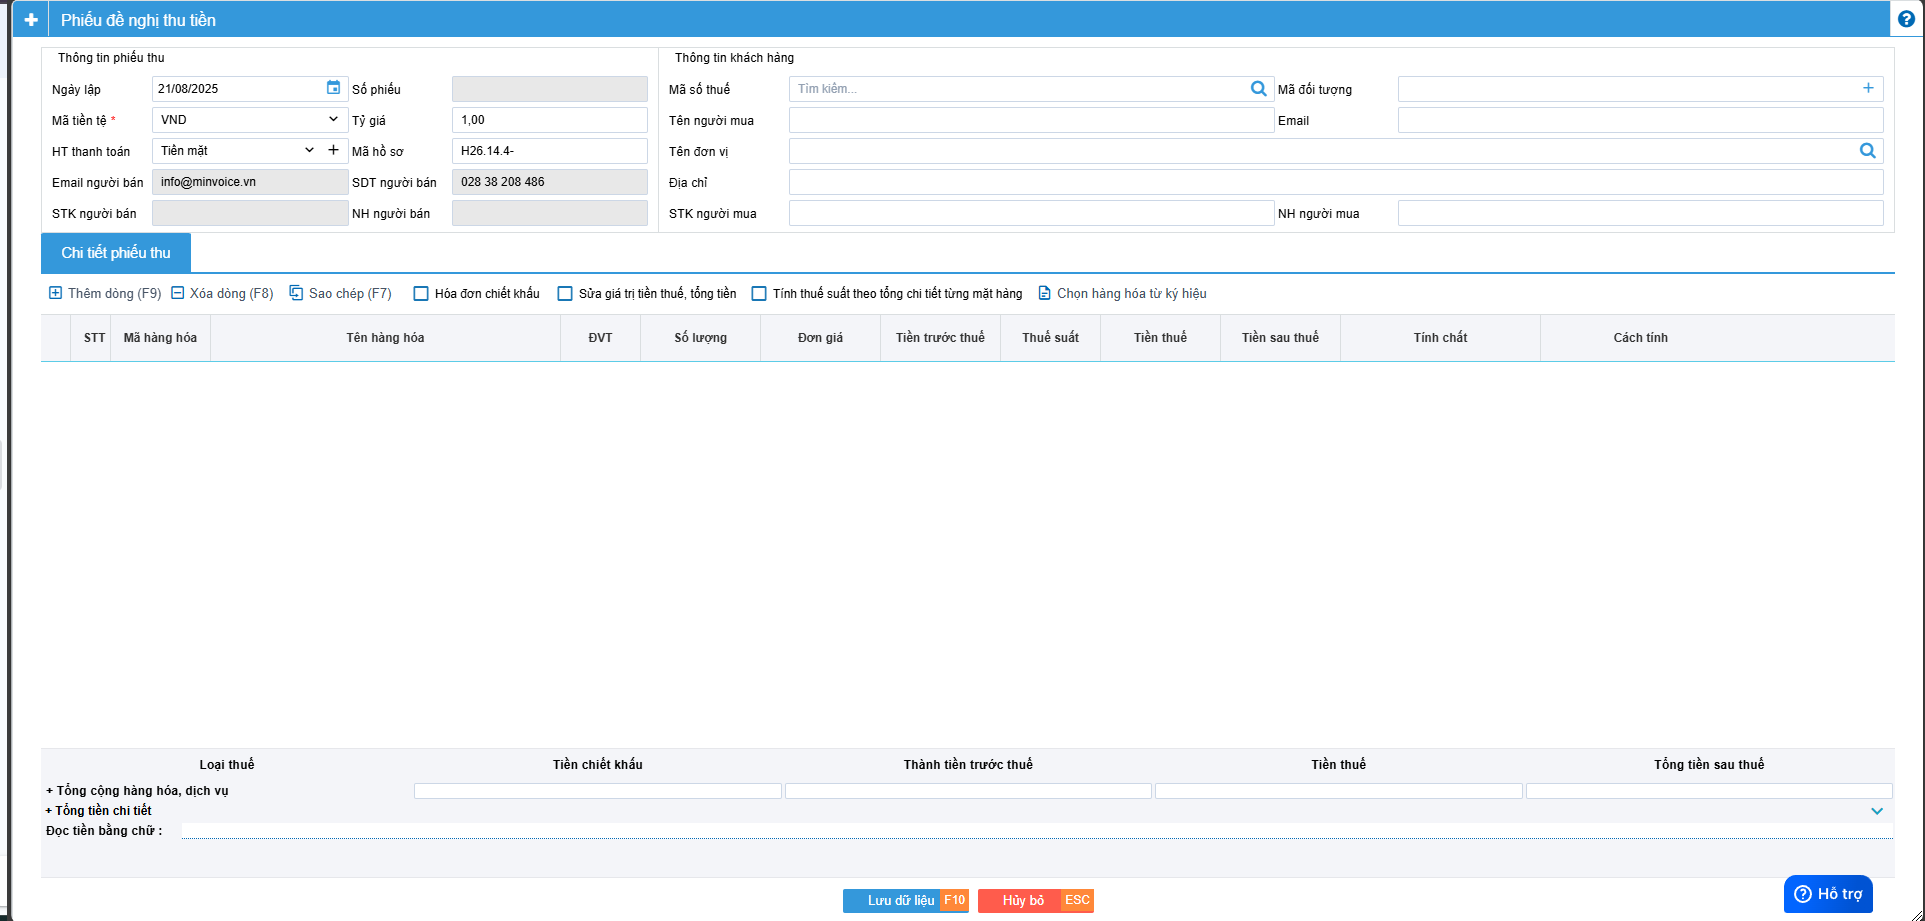 Phiếu đề nghị thu tiền
Thông tin phiếu thu
Thông tin khách hàng
Ngày lập 21/08/2025 Số phiếu
Mã số thuế Tìm kiếm... Mã đối tượng
Mã tiền tệ * VND Tỷ giá 1,00
Tên người mua Email
HT thanh toán Tiền mặt Mã hồ sơ H26.14.4-
Tên đơn vị
Email người bán info@minvoice.vn SDT người bán 028 38 208 486
Địa chỉ
STK người bán NH người bán
STK người mua NH người mua
Chi tiết phiếu thu
Thêm dòng (F9) Xóa dòng (F8) Sao chép (F7) Hóa đơn chiết khấu Sửa giá trị tiền thuế, tổng tiền Tính thuế suất theo tổng chi tiết từng mặt hàng Chọn hàng hóa từ ký hiệu
STT Mã hàng hóa Tên hàng hóa ĐVT Số lượng Đơn giá Tiền trước thuế Thuế suất Tiền thuế Tiền sau thuế Tính chất Cách tính
Loại thuế Tiền chiết khấu Thành tiền trước thuế Tiền thuế Tổng tiền sau thuế
+ Tổng cộng hàng hóa, dịch vụ
+ Tổng tiền chi tiết
Đọc tiền bằng chữ :
Lưu dữ liệu F10 Hủy bỏ ESC
Hỗ trợ